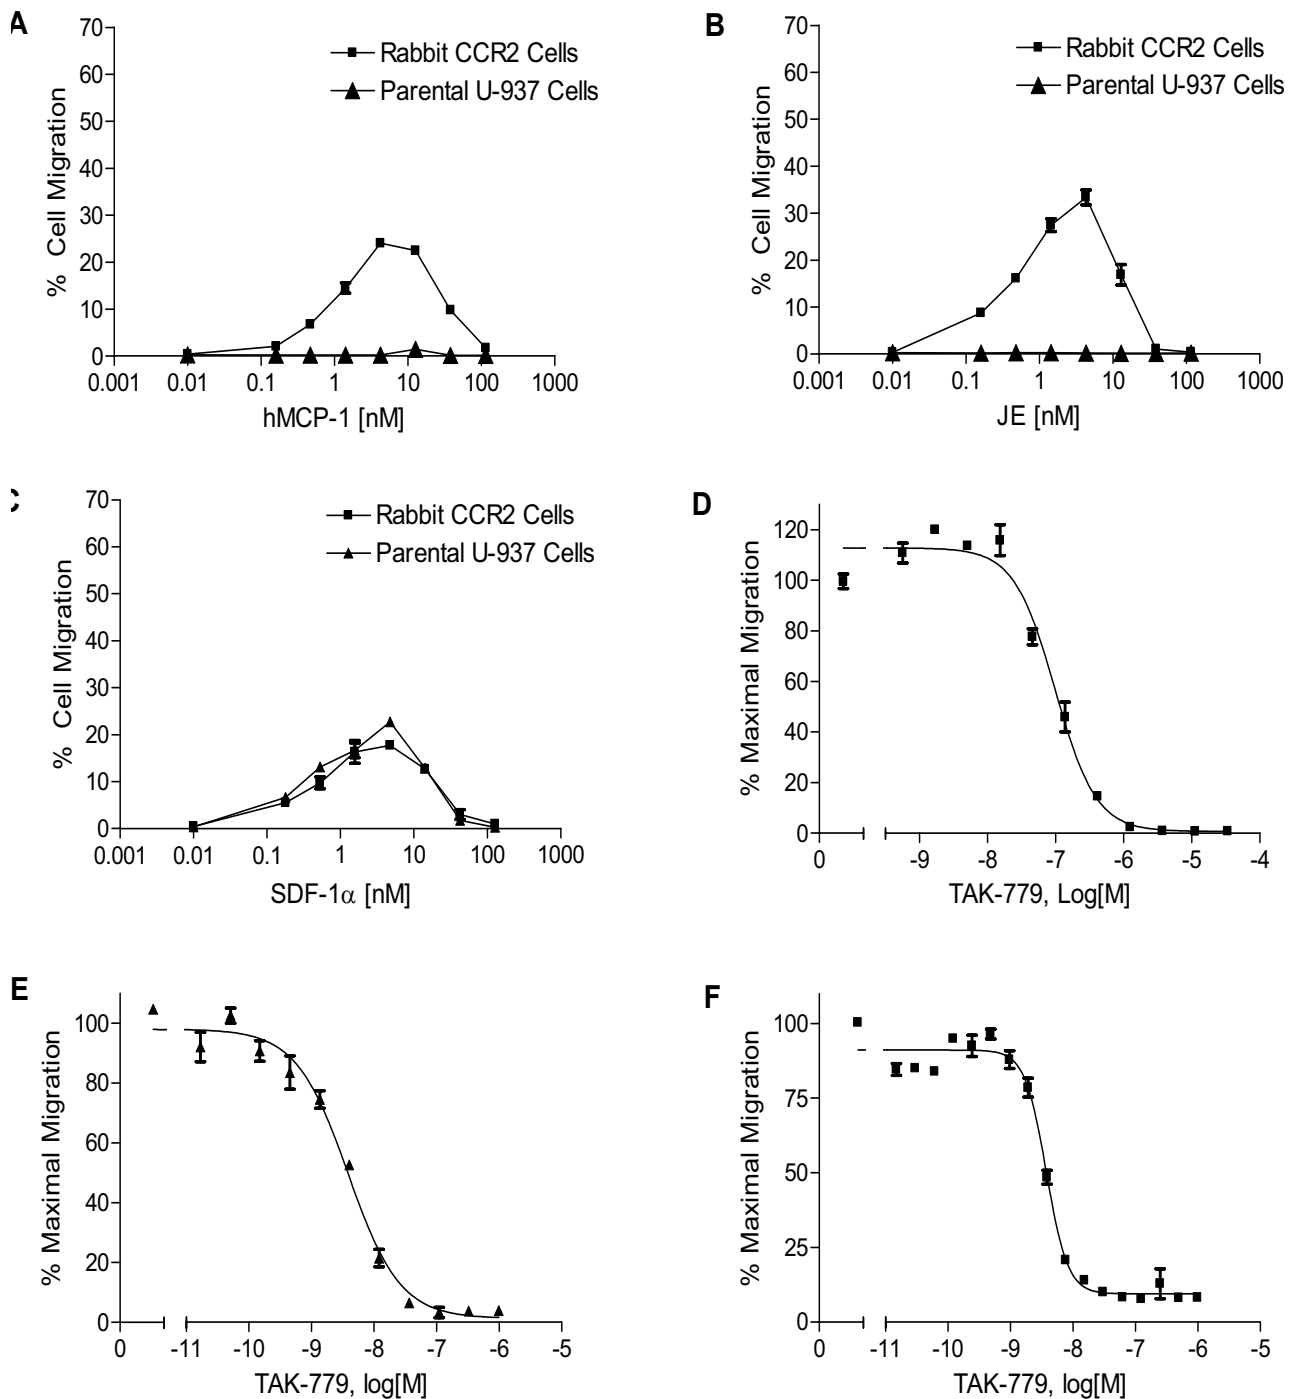 A
70
60
50
40
30
20
10
0
% Cell Migration
Rabbit CCR2 Cells
Parental U-937 Cells
0.001 0.01 0.1 1 10 100 1000
hMCP-1 [nM]
B
70
60
50
40
30
20
10
0
% Cell Migration
Rabbit CCR2 Cells
Parental U-937 Cells
0.001 0.01 0.1 1 10 100 1000
JE [nM]
70
60
50
40
30
20
10
0
% Cell Migration
Rabbit CCR2 Cells
Parental U-937 Cells
0.001 0.01 0.1 1 10 100 1000
SDF-1α [nM]
D
120
100
80
60
40
20
0
% Maximal Migration
0 -9 -8 -7 -6 -5 -4
TAK-779, Log[M]
E
100
80
60
40
20
0
% Maximal Migration
0 -11 -10 -9 -8 -7 -6 -5
TAK-779, log[M]
F
100
75
50
25
0
% Maximal Migration
0 -11 -10 -9 -8 -7 -6 -5
TAK-779, log[M]